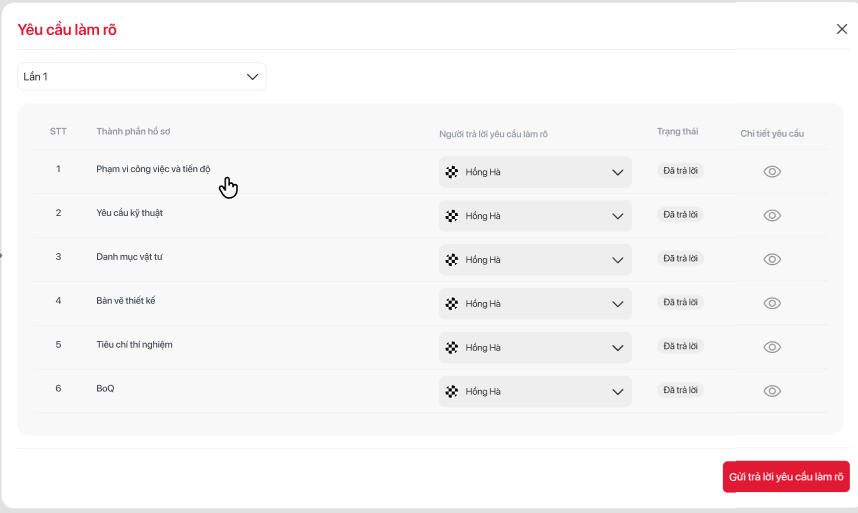 Yêu cầu làm rõ
Lần 1
STT Thành phần hồ sơ Người trả lời yêu cầu làm rõ Trạng thái Chi tiết yêu cầu
1 Phạm vi công việc và tiến độ Hồng Hà Đã trả lời
2 Yêu cầu kỹ thuật Hồng Hà Đã trả lời
3 Danh mục vật tư Hồng Hà Đã trả lời
4 Bản vẽ thiết kế Hồng Hà Đã trả lời
5 Tiêu chí thí nghiệm Hồng Hà Đã trả lời
6 BoQ Hồng Hà Đã trả lời
Gửi trả lời yêu cầu làm rõ